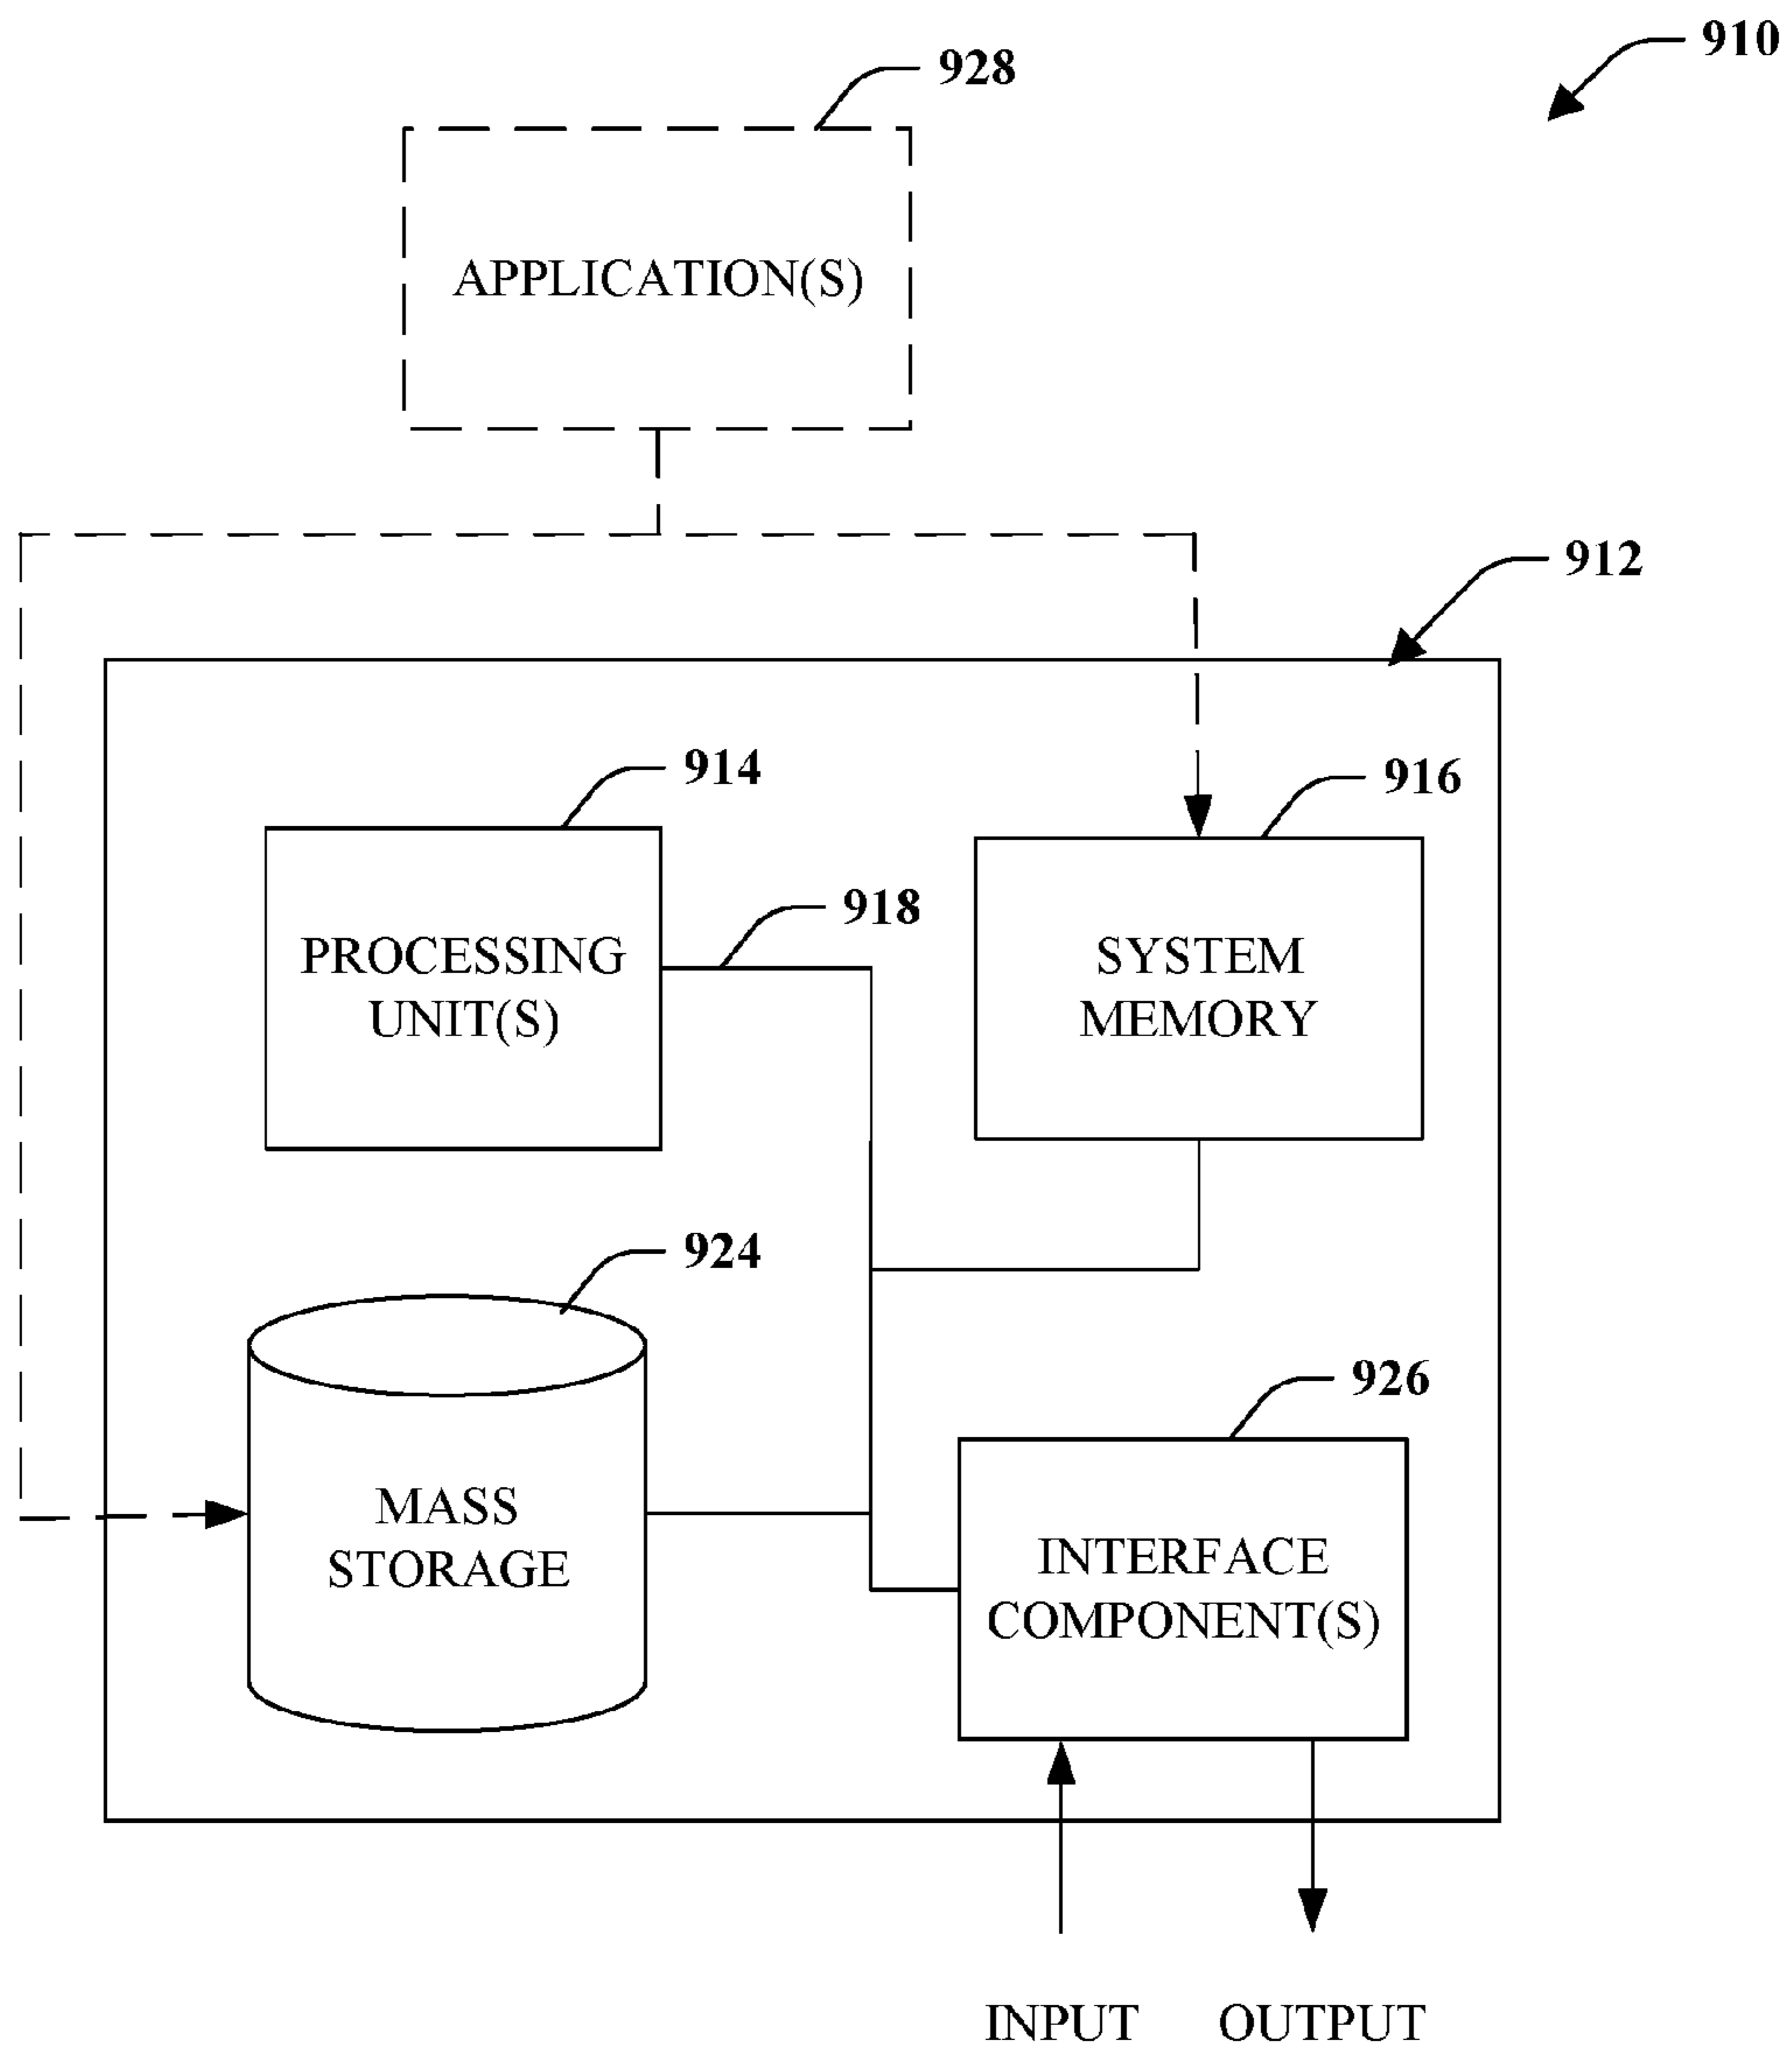 910
928
APPLICATION(S)
912
914
916
918
PROCESSING
UNIT(S)
SYSTEM
MEMORY
924
926
MASS
STORAGE
INTERFACE
COMPONENT(S)
INPUT
OUTPUT